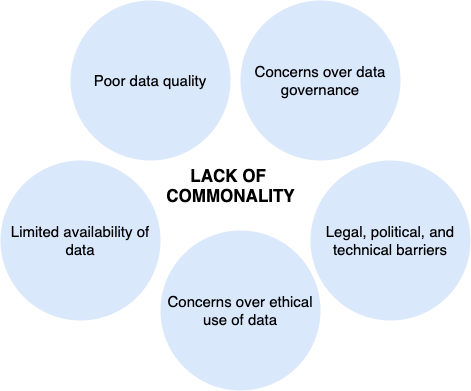 Poor data quality
Concerns over data
governance
LACK OF
COMMONALITY
Limited availability of
data
Legal, political, and
technical barriers
Concerns over ethical
use of data